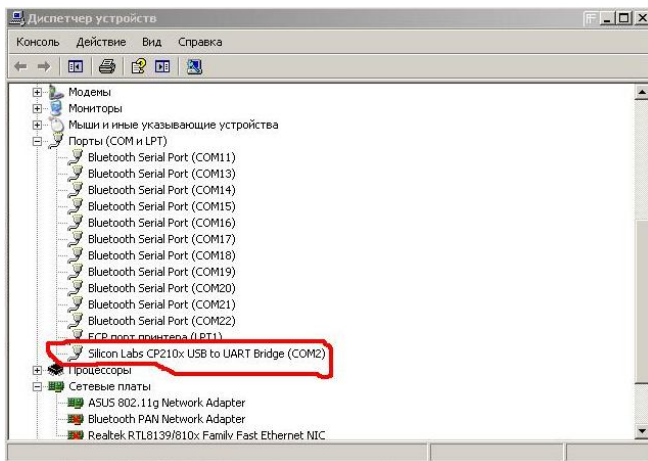 Диспетчер устройств
Консоль Действие Вид Справка
Модемы
Мониторы
Мыши и иные указывающие устройства
Порты (COM и LPT)
Bluetooth Serial Port (COM11)
Bluetooth Serial Port (COM13)
Bluetooth Serial Port (COM14)
Bluetooth Serial Port (COM15)
Bluetooth Serial Port (COM16)
Bluetooth Serial Port (COM17)
Bluetooth Serial Port (COM18)
Bluetooth Serial Port (COM19)
Bluetooth Serial Port (COM20)
Bluetooth Serial Port (COM21)
Bluetooth Serial Port (COM22)
ECP порт принтера (LPT1)
Silicon Labs CP210x USB to UART Bridge (COM2)
Процессоры
Сетевые платы
ASUS 802.11g Network Adapter
Bluetooth PAN Network Adapter
Realtek RTL8139/810x Family Fast Ethernet NIC